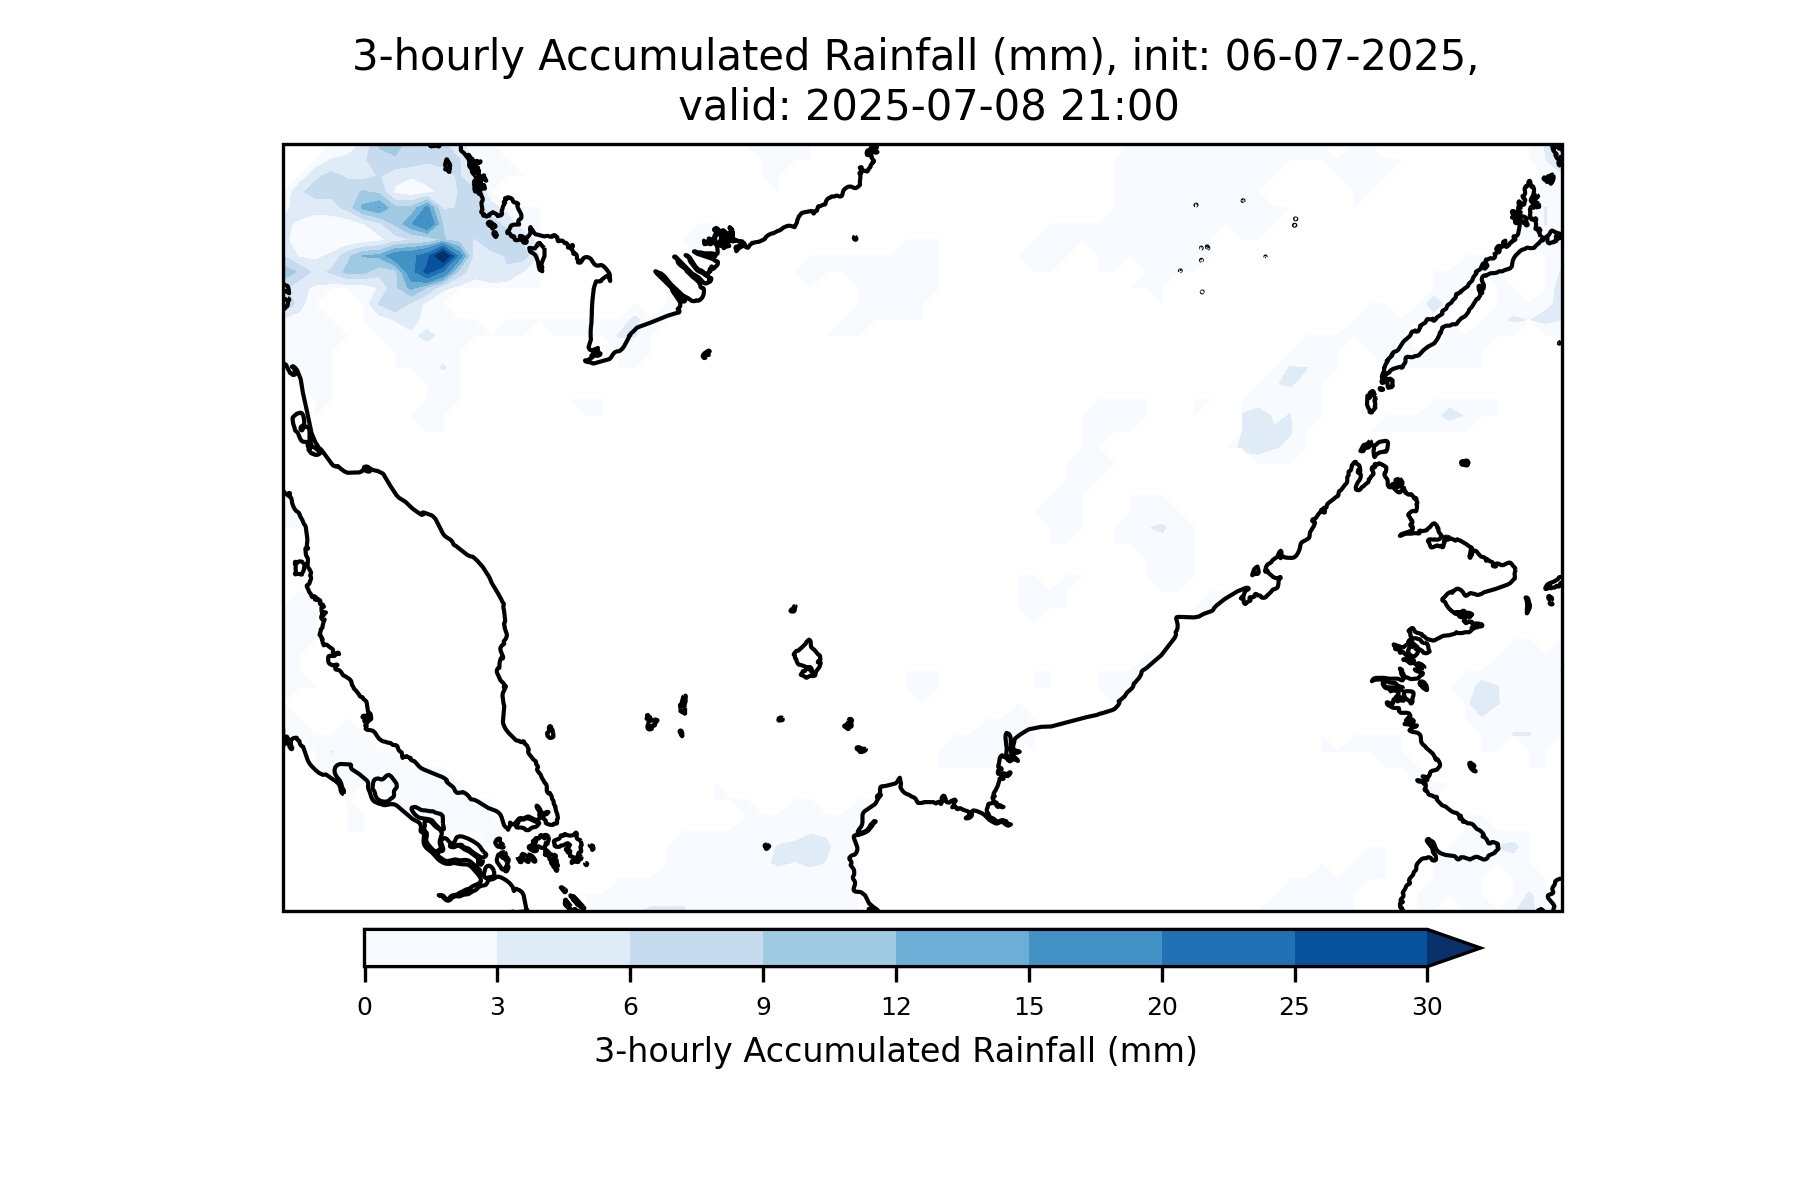 3-hourly Accumulated Rainfall (mm), init: 06-07-2025,
valid: 2025-07-08 21:00
0 3 6 9 12 15 20 25 30
3-hourly Accumulated Rainfall (mm)